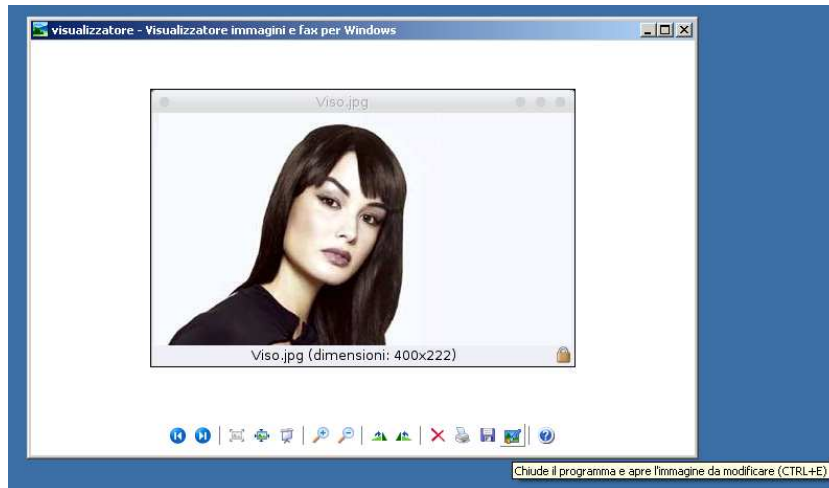 visualizzatore - Visualizzatore immagini e fax per Windows
Viso.jpg
Viso.jpg (dimensioni: 400x222)
Chiude il programma e apre l'immagine da modificare (CTRL+E)